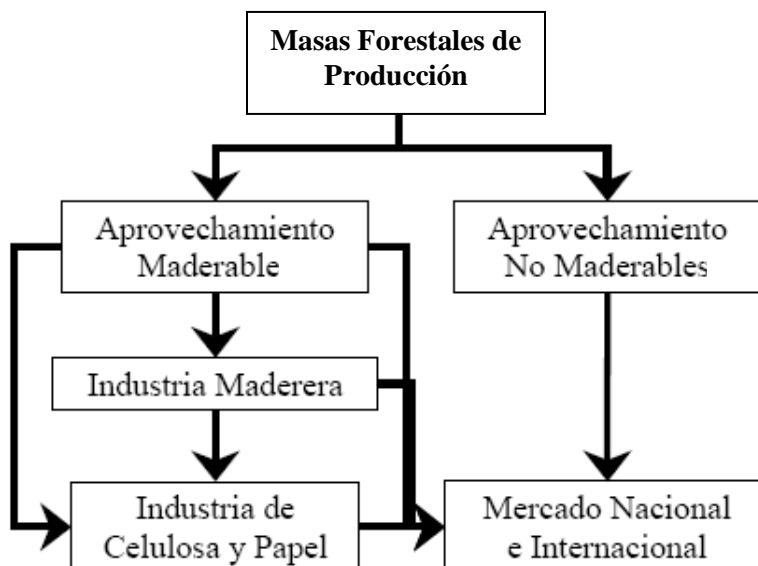 Masas Forestales de
Producción
Aprovechamiento
Maderable
Aprovechamiento
No Maderables
Industria Maderera
Industria de
Celulosa y Papel
Mercado Nacional
e Internacional